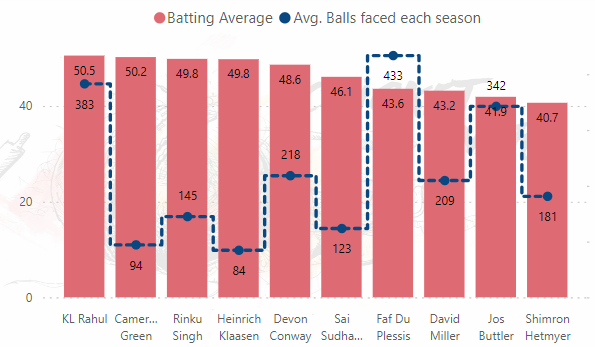 Batting Average Avg. Balls faced each season
50.5 50.2 49.8 49.8 48.6 46.1 43.6 43.2 41.9 40.7
383 94 145 84 218 123 433 209 342 181
40
20
0
KL Rahul Camer... Rinku Heinrich Devon Sai Faf Du David Jos Shimron
Green Singh Klaasen Conway Sudha... Plessis Miller Buttler Hetmyer